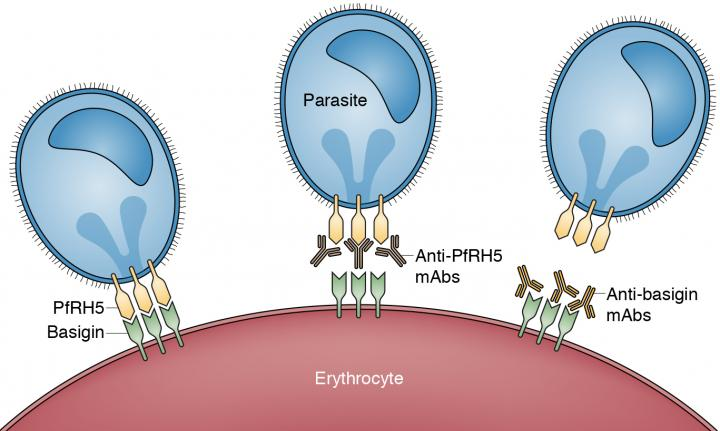 Parasite
Anti-PfRH5
mAbs
Anti-basigin
mAbs
PfRH5
Basigin
Erythrocyte